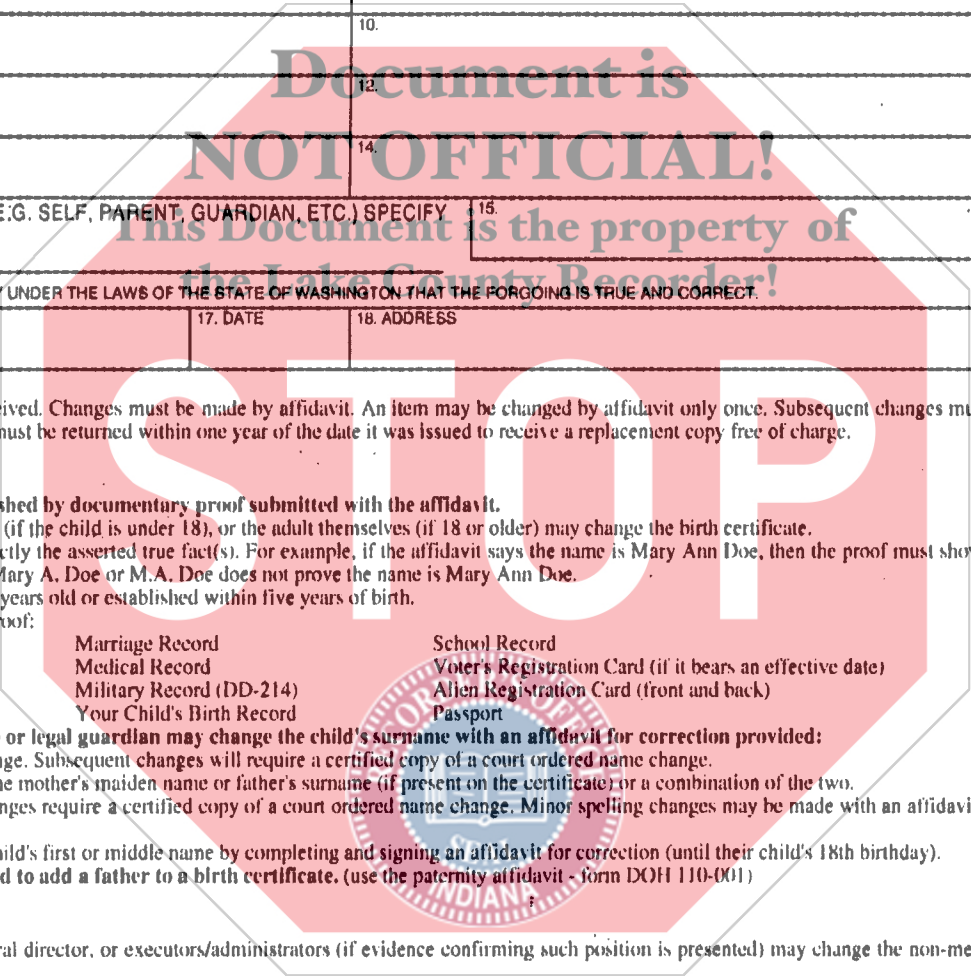 10.
Document is
12.
NOT OFFICIAL!
14.
E.G. SELF, PARENT, GUARDIAN, ETC.) SPECIFY
15.
This Document is the property of
the Lake County Recorder!
UNDER THE LAWS OF THE STATE OF WASHINGTON THAT THE FORGOING IS TRUE AND CORRECT.
17. DATE
18. ADDRESS
STOP
Changes must be made by affidavit. An item may be changed by affidavit only once. Subsequent changes
must be returned within one year of the date it was issued to receive a replacement copy free of charge.
by documentary proof submitted with the affidavit.
(if the child is under 18), or the adult themselves (if 18 or older) may change the birth certificate.
the asserted true fact(s). For example, if the affidavit says the name is Mary Ann Doe, then the proof must
Mary A. Doe or M.A. Doe does not prove the name is Mary Ann Doe.
years old or established within five years of birth.
Marriage Record School Record
Medical Record Voter's Registration Card (if it bears an effective date)
Military Record (DD-214) Alien Registration Card (front and back)
Your Child's Birth Record Passport
or legal guardian may change the child's surname with an affidavit for correction provided:
Subsequent changes will require a certified copy of a court ordered name change.
mother's maiden name or father's surname (if present on the certificate) or a combination of the two.
require a certified copy of a court ordered name change. Minor spelling changes may be made with an
first or middle name by completing and signing an affidavit for correction (until their child's 18th birthday).
to add a father to a birth certificate. (use the paternity affidavit - form DOH 110-001)
RECORDER'S OFFICE
SEAL
INDIANA
director, or executors/administrators (if evidence confirming such position is presented) may change the